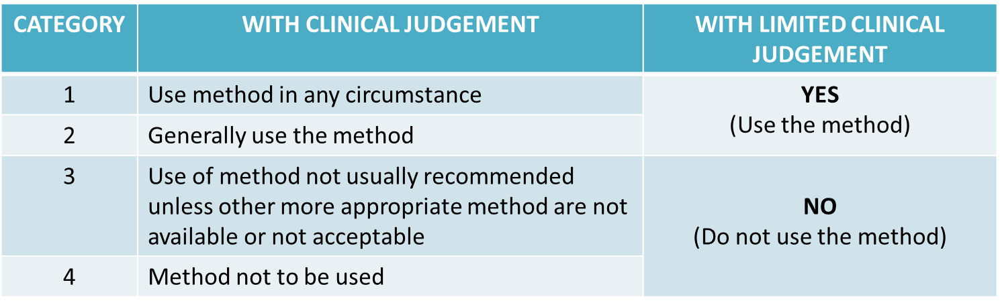 CATEGORY
WITH CLINICAL JUDGEMENT
WITH LIMITED CLINICAL
JUDGEMENT
1
Use method in any circumstance
YES
(Use the method)
2
Generally use the method
3
Use of method not usually recommended
unless other more appropriate method are not
available or not acceptable
NO
(Do not use the method)
4
Method not to be used